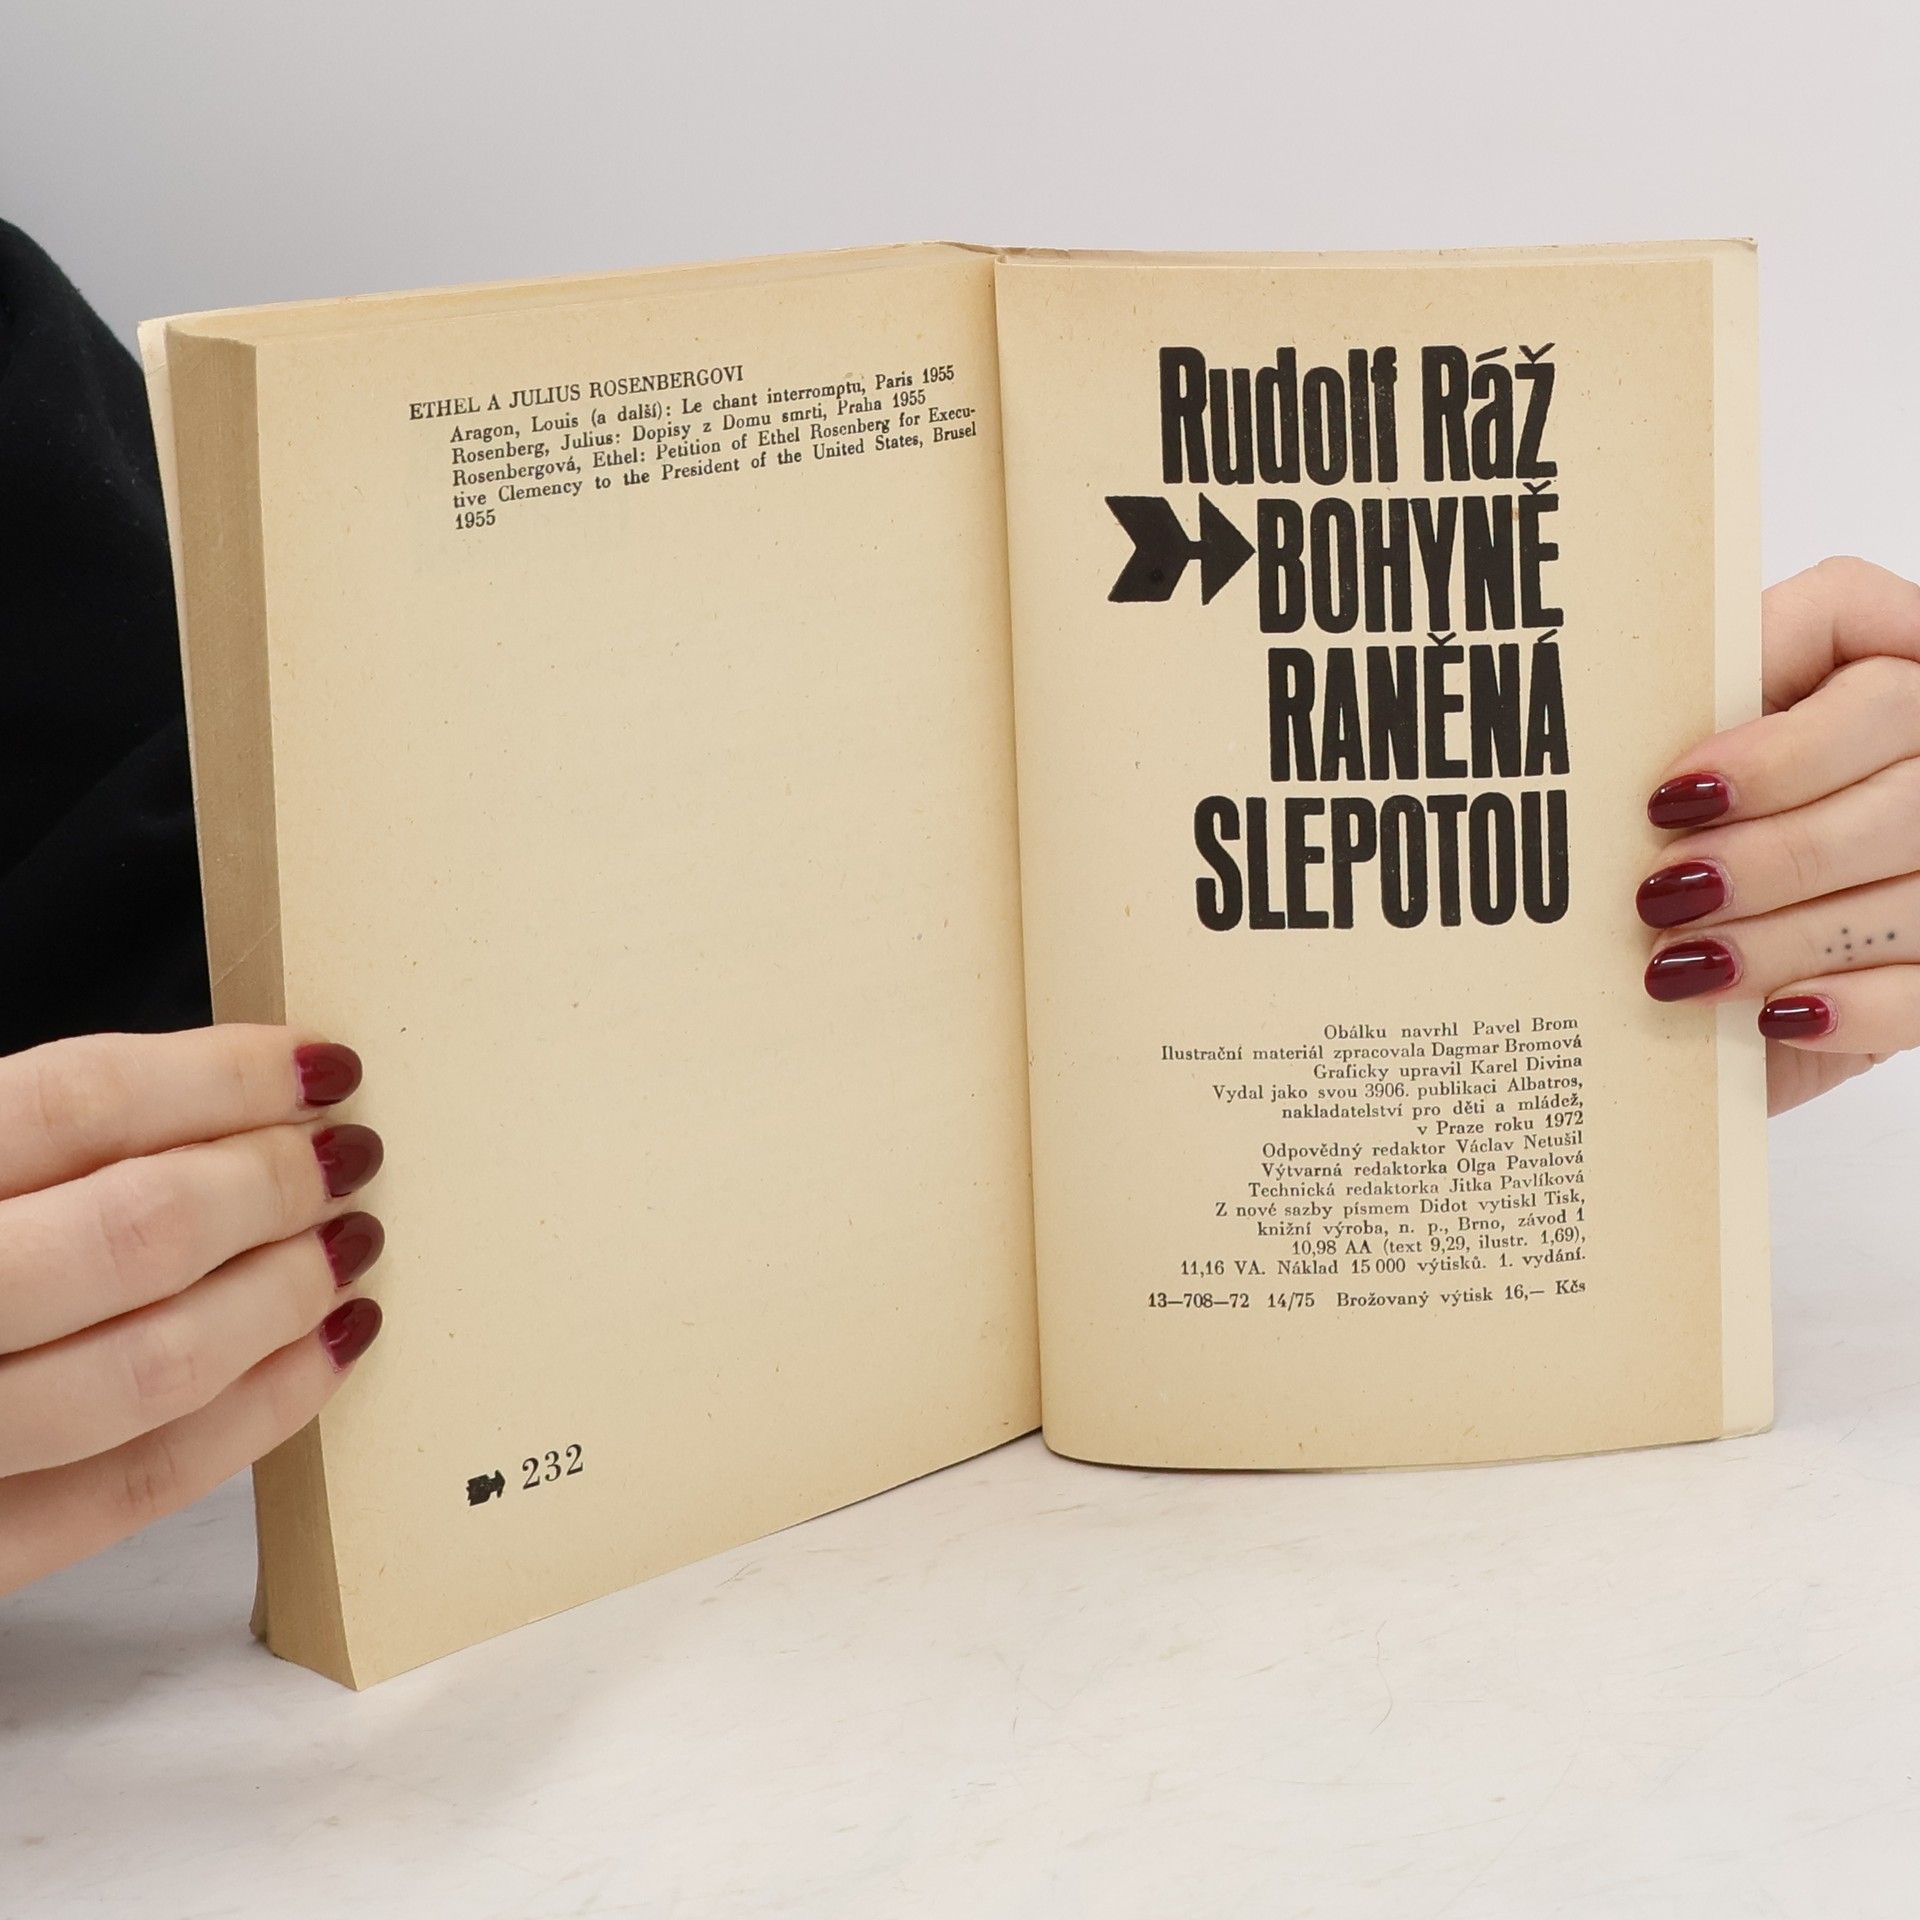 ETHEL A JULIUS ROSENBERGOVI
Aragon, Louis (a další): Le chant interromptu, Paris 1955
Rosenberg, Julius: Dopisy z Domu smrti, Praha 1955
Rosenbergová, Ethel: Petition of Ethel Rosenberg for Execu-
tive Clemency to the President of the United States, Brusel
1955
232
Rudolf Ráž
BOHYNĚ
RANĚNÁ
SLEPOTOU
Obálku navrhl Pavel Brom
Ilustrační materiál zpracovala Dagmar Bromová
Graficky upravil Karel Divina
Vydal jako svou 3906. publikaci Albatros,
nakladatelství pro děti a mládež,
v Praze roku 1972
Odpovědný redaktor Václav Netušil
Výtvarná redaktorka Olga Pavalová
Technická redaktorka Jitka Pavlíková
Z nové sazby písmem Didot vytiskl Tisk,
knižní výroba, n. p., Brno, závod 1
10,98 AA (text 9,29, ilustr. 1,69),
11,16 VA. Náklad 15 000 výtisků. 1. vydání.
13—708—72 14/75 Brožovaný výtisk 16,— Kčs